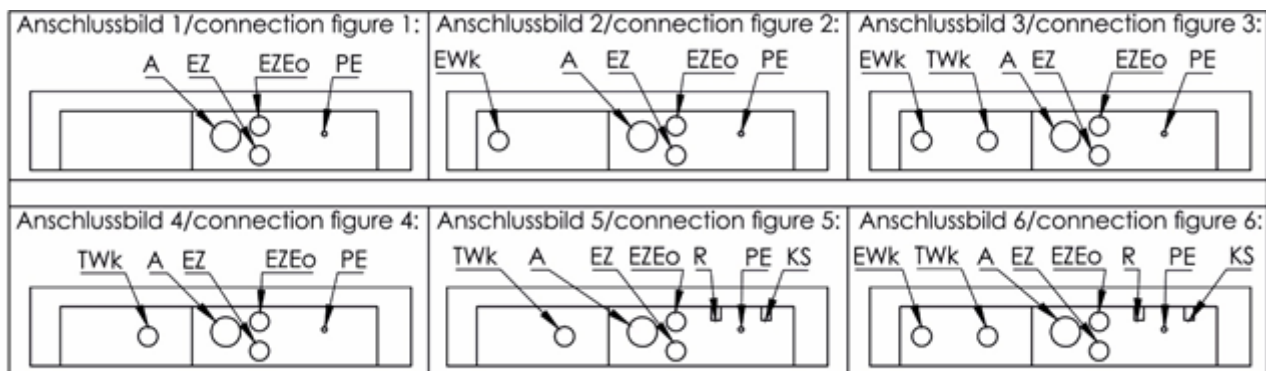 Anschlussbild 1/connection figure 1:
A EZ EZEo PE
Anschlussbild 2/connection figure 2:
EWk A EZ EZEo PE
Anschlussbild 3/connection figure 3:
EWk TWk A EZ EZEo PE
Anschlussbild 4/connection figure 4:
TWk A EZ EZEo PE
Anschlussbild 5/connection figure 5:
TWk A EZ EZEo R PE KS
Anschlussbild 6/connection figure 6:
EWk TWk A EZ EZEo R PE KS